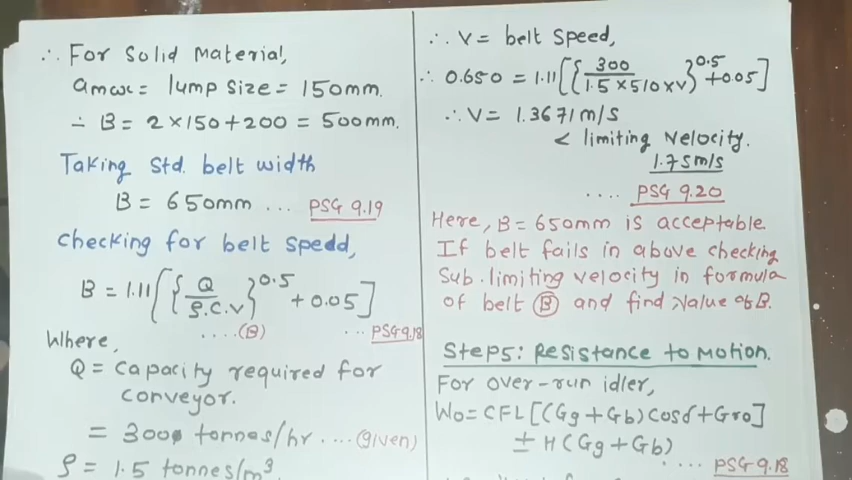 ∴ For solid Material,
amax = lump size = 150mm.
∴ B = 2 × 150 + 200 = 500mm.
Taking std. belt width
B = 650mm ... PSG 9.19
checking for belt spedd,
B = 1.11 [ { Q / ρ.C.V }^0.5 + 0.05 ]
....(B) ... PSG 9.18
Where,
Q = capacity required for
conveyor.
= 300 tonnes/hr .... (given)
ρ = 1.5 tonnes/m³
∴ V = belt speed,
∴ 0.650 = 1.11 [ { 300 / 1.5 × 510 × V }^0.5 + 0.05 ]
∴ V = 1.3671 m/s
< limiting velocity.
1.75m/s
.... PSG 9.20
Here, B = 650mm is acceptable
If belt fails in above checking
Sub. limiting velocity in formula
of belt (B) and find value of B.
Step5: Resistance to Motion.
For over-run idler,
Wo = CFL [(Gg + Gb) Cosδ + Gro]
± H (Gg + Gb)
.... PSG 9.18